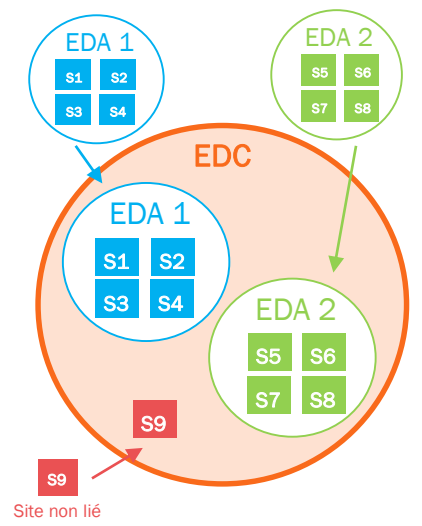 EDA 1
S1 S2
S3 S4
EDA 2
S5 S6
S7 S8
EDC
EDA 1
S1 S2
S3 S4
EDA 2
S5 S6
S7 S8
S9
S9
Site non lié